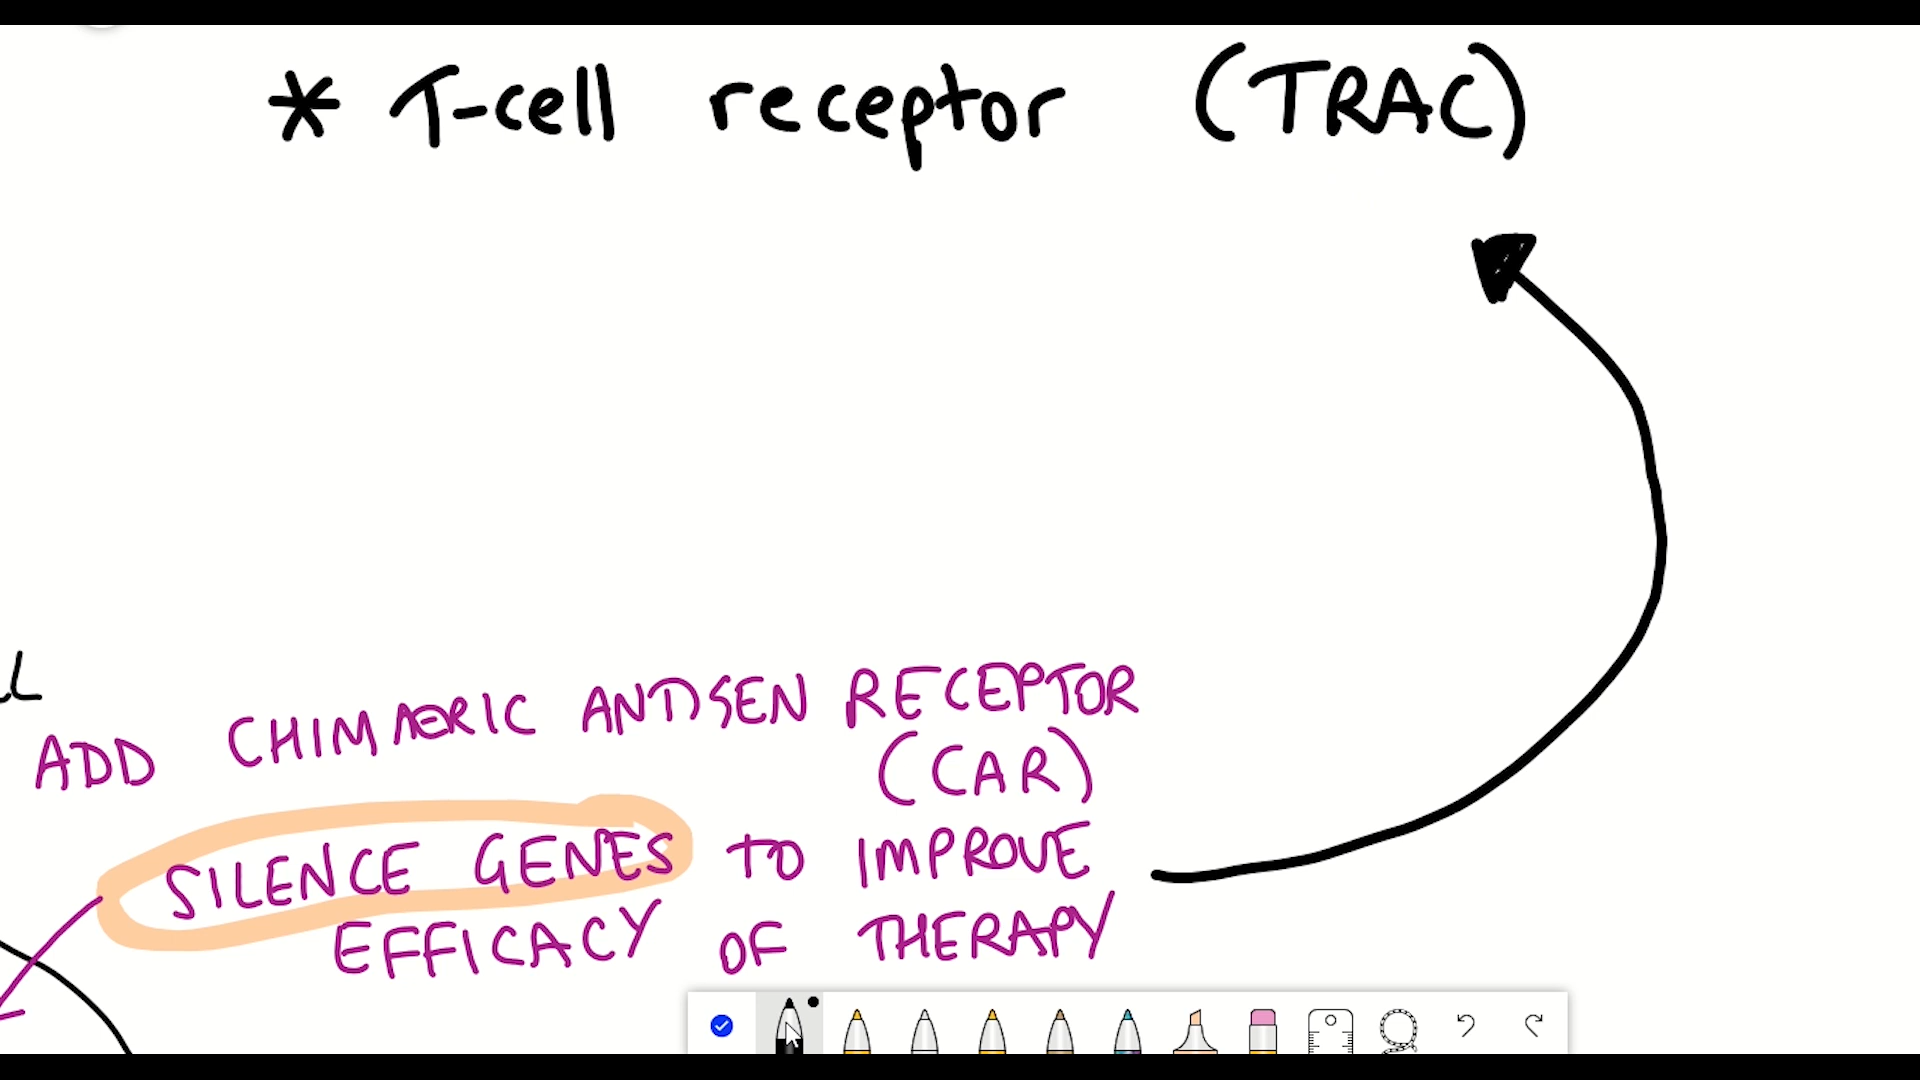 * T-cell receptor (TRAC)
ADD CHIMAERIC ANTIGEN RECEPTOR
(CAR)
SILENCE GENES TO IMPROVE
EFFICACY OF THERAPY